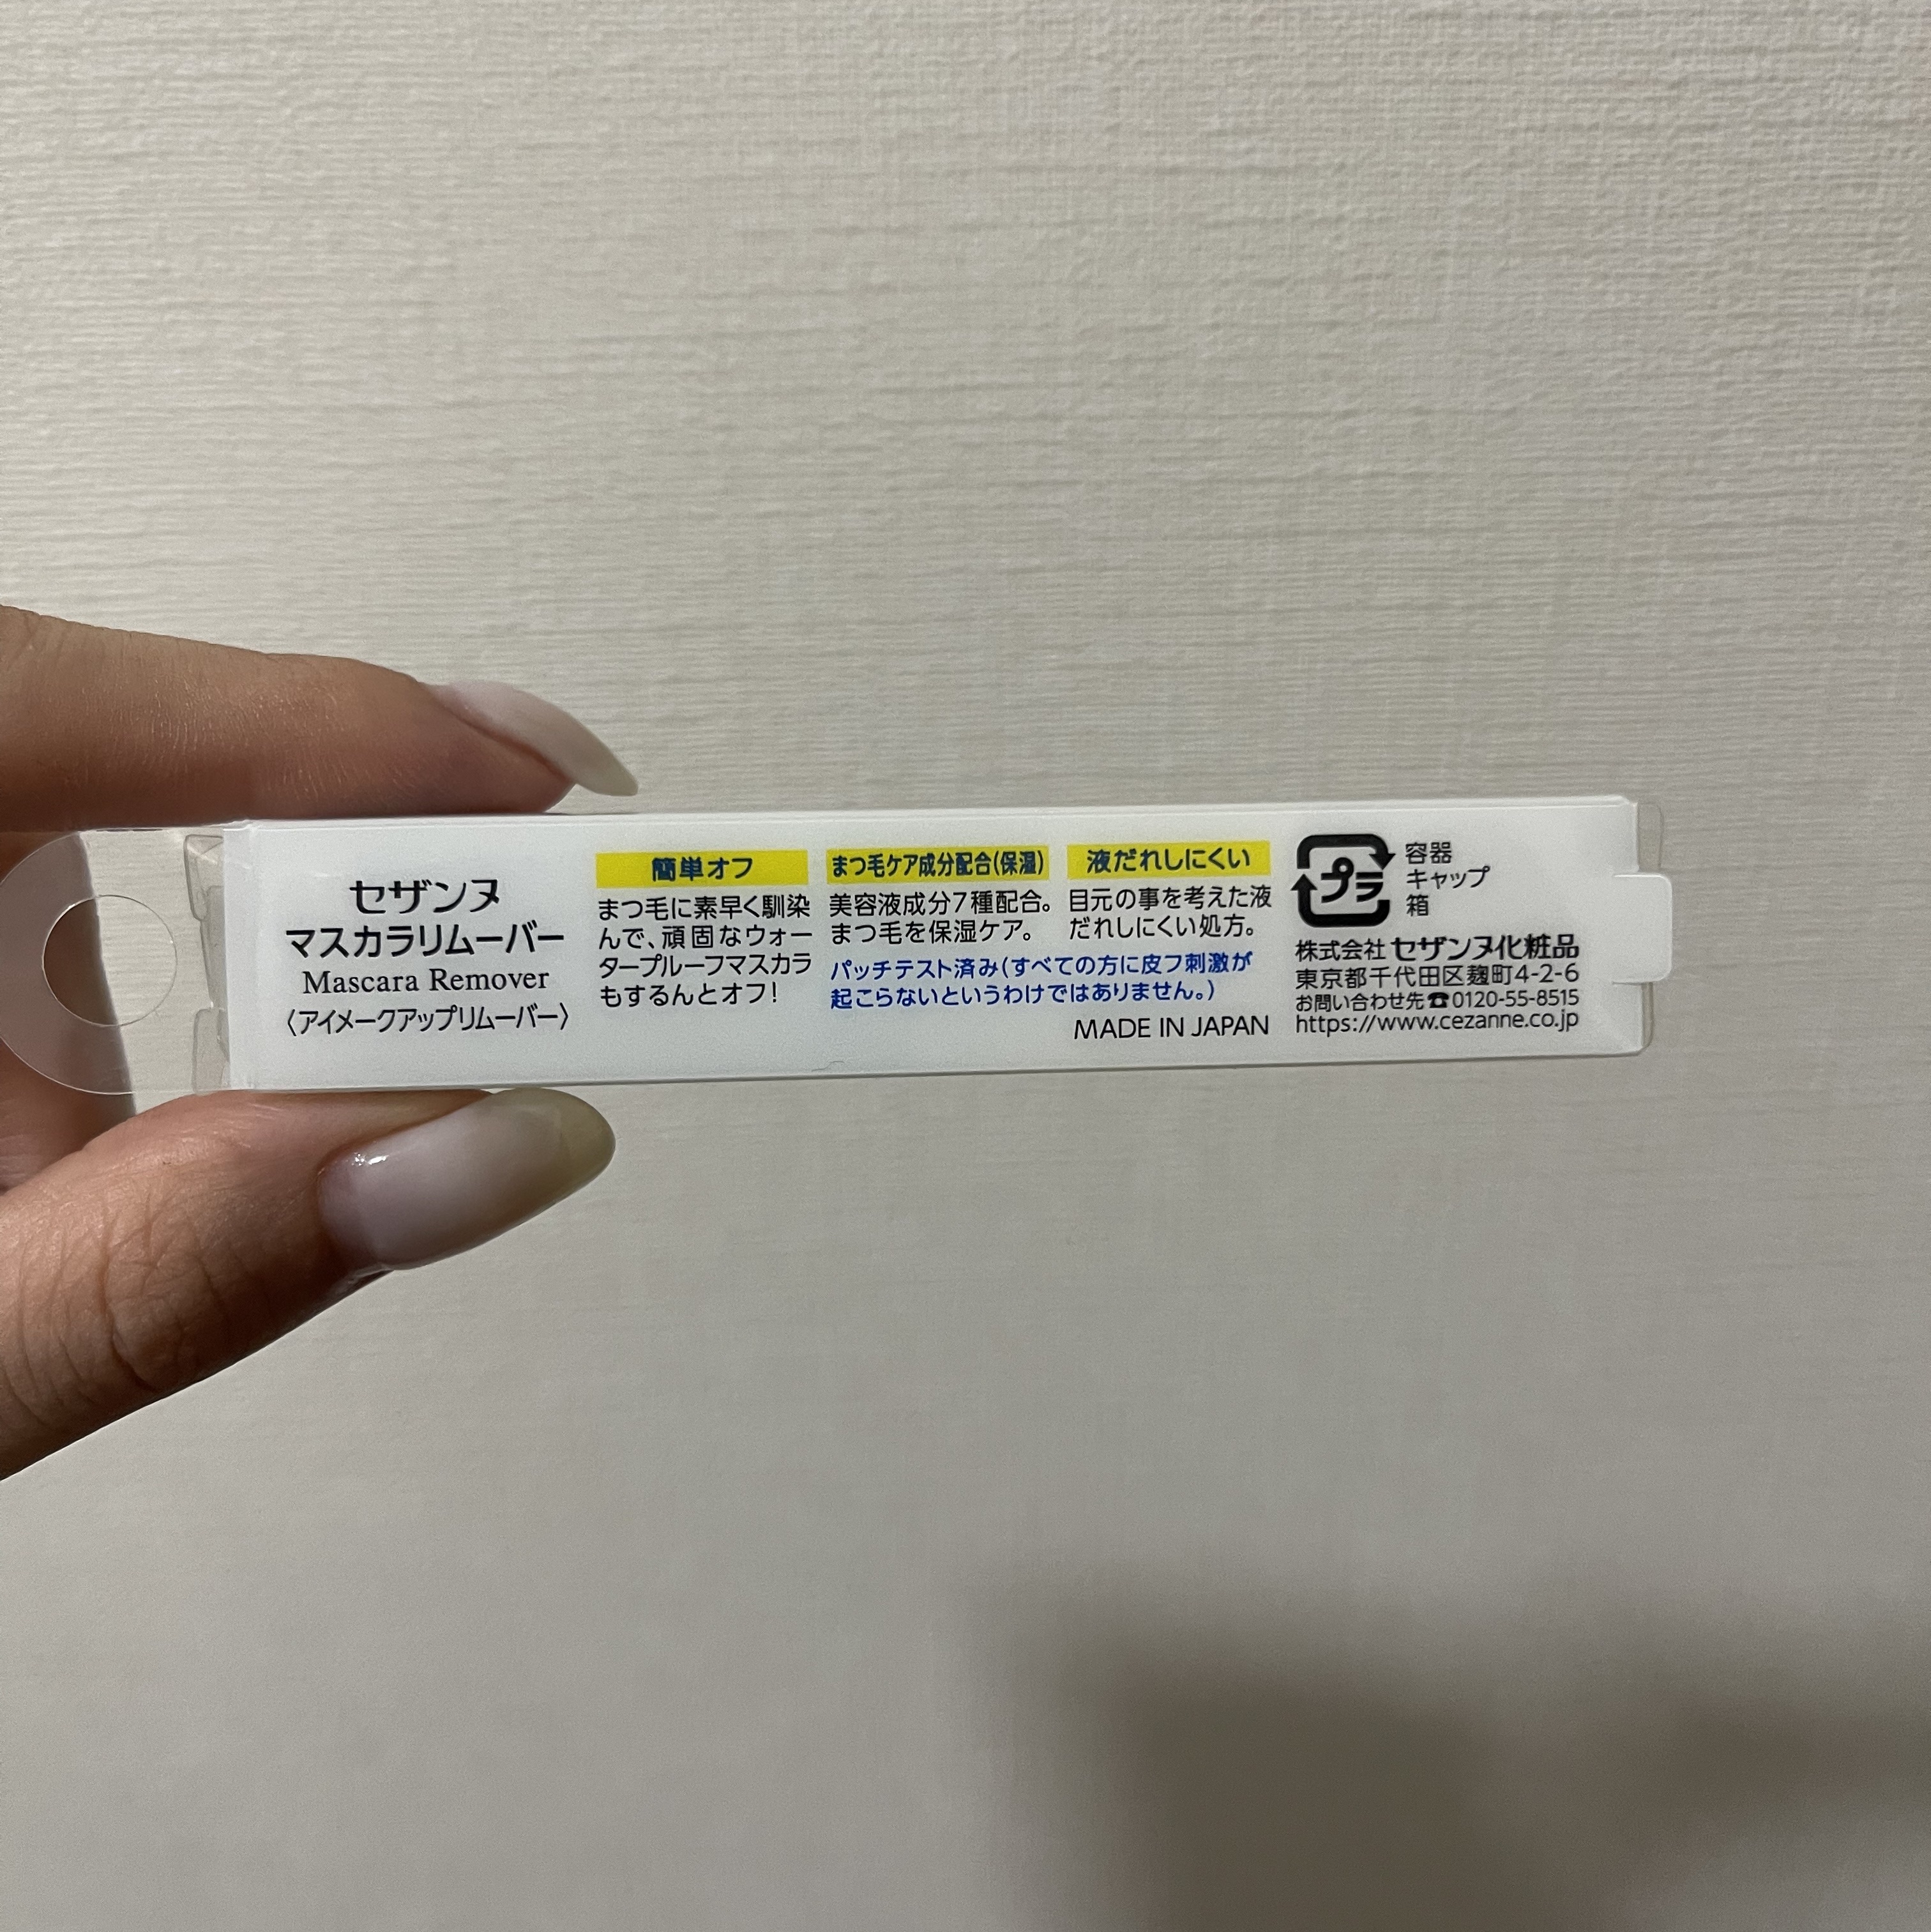 セザンヌ
マスカラリムーバー
Mascara Remover
〈アイメークアップリムーバー〉
簡単オフ
まつ毛に素早く馴染
んで、頑固なウォー
タープルーフマスカラ
もするんとオフ!
まつ毛ケア成分配合(保湿)
美容液成分7種配合。
まつ毛を保湿ケア。
液だれしにくい
目元の事を考えた液
だれしにくい処方。
パッチテスト済み(すべての方に皮フ刺激が
起こらないというわけではありません。)
MADE IN JAPAN
プラ
容器
キャップ
箱
株式会社 セザンヌ化粧品
東京都千代田区麹町4-2-6
お問い合わせ先☎0120-55-8515
https://www.cezanne.co.jp